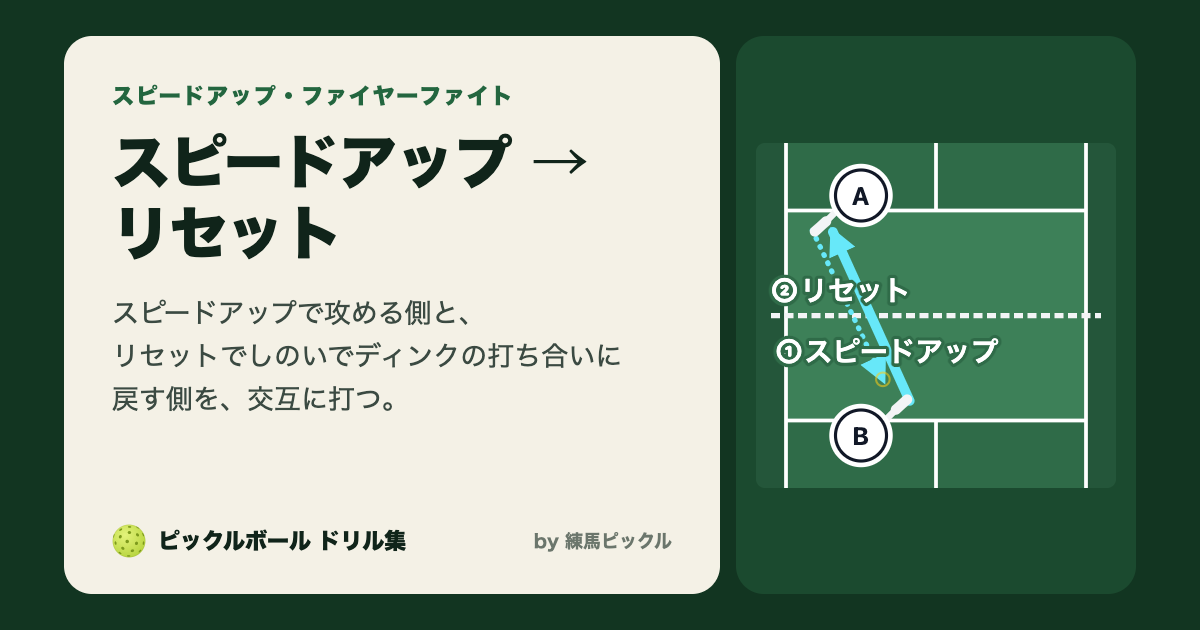 スピードアップ・ファイヤーファイト
スピードアップ →
リセット
スピードアップで攻める側と、
リセットでしのいでディンクの打ち合いに
戻す側を、交互に打つ。
ピックルボール ドリル集
by 練馬ピックル
A
②リセット
①スピードアップ
B